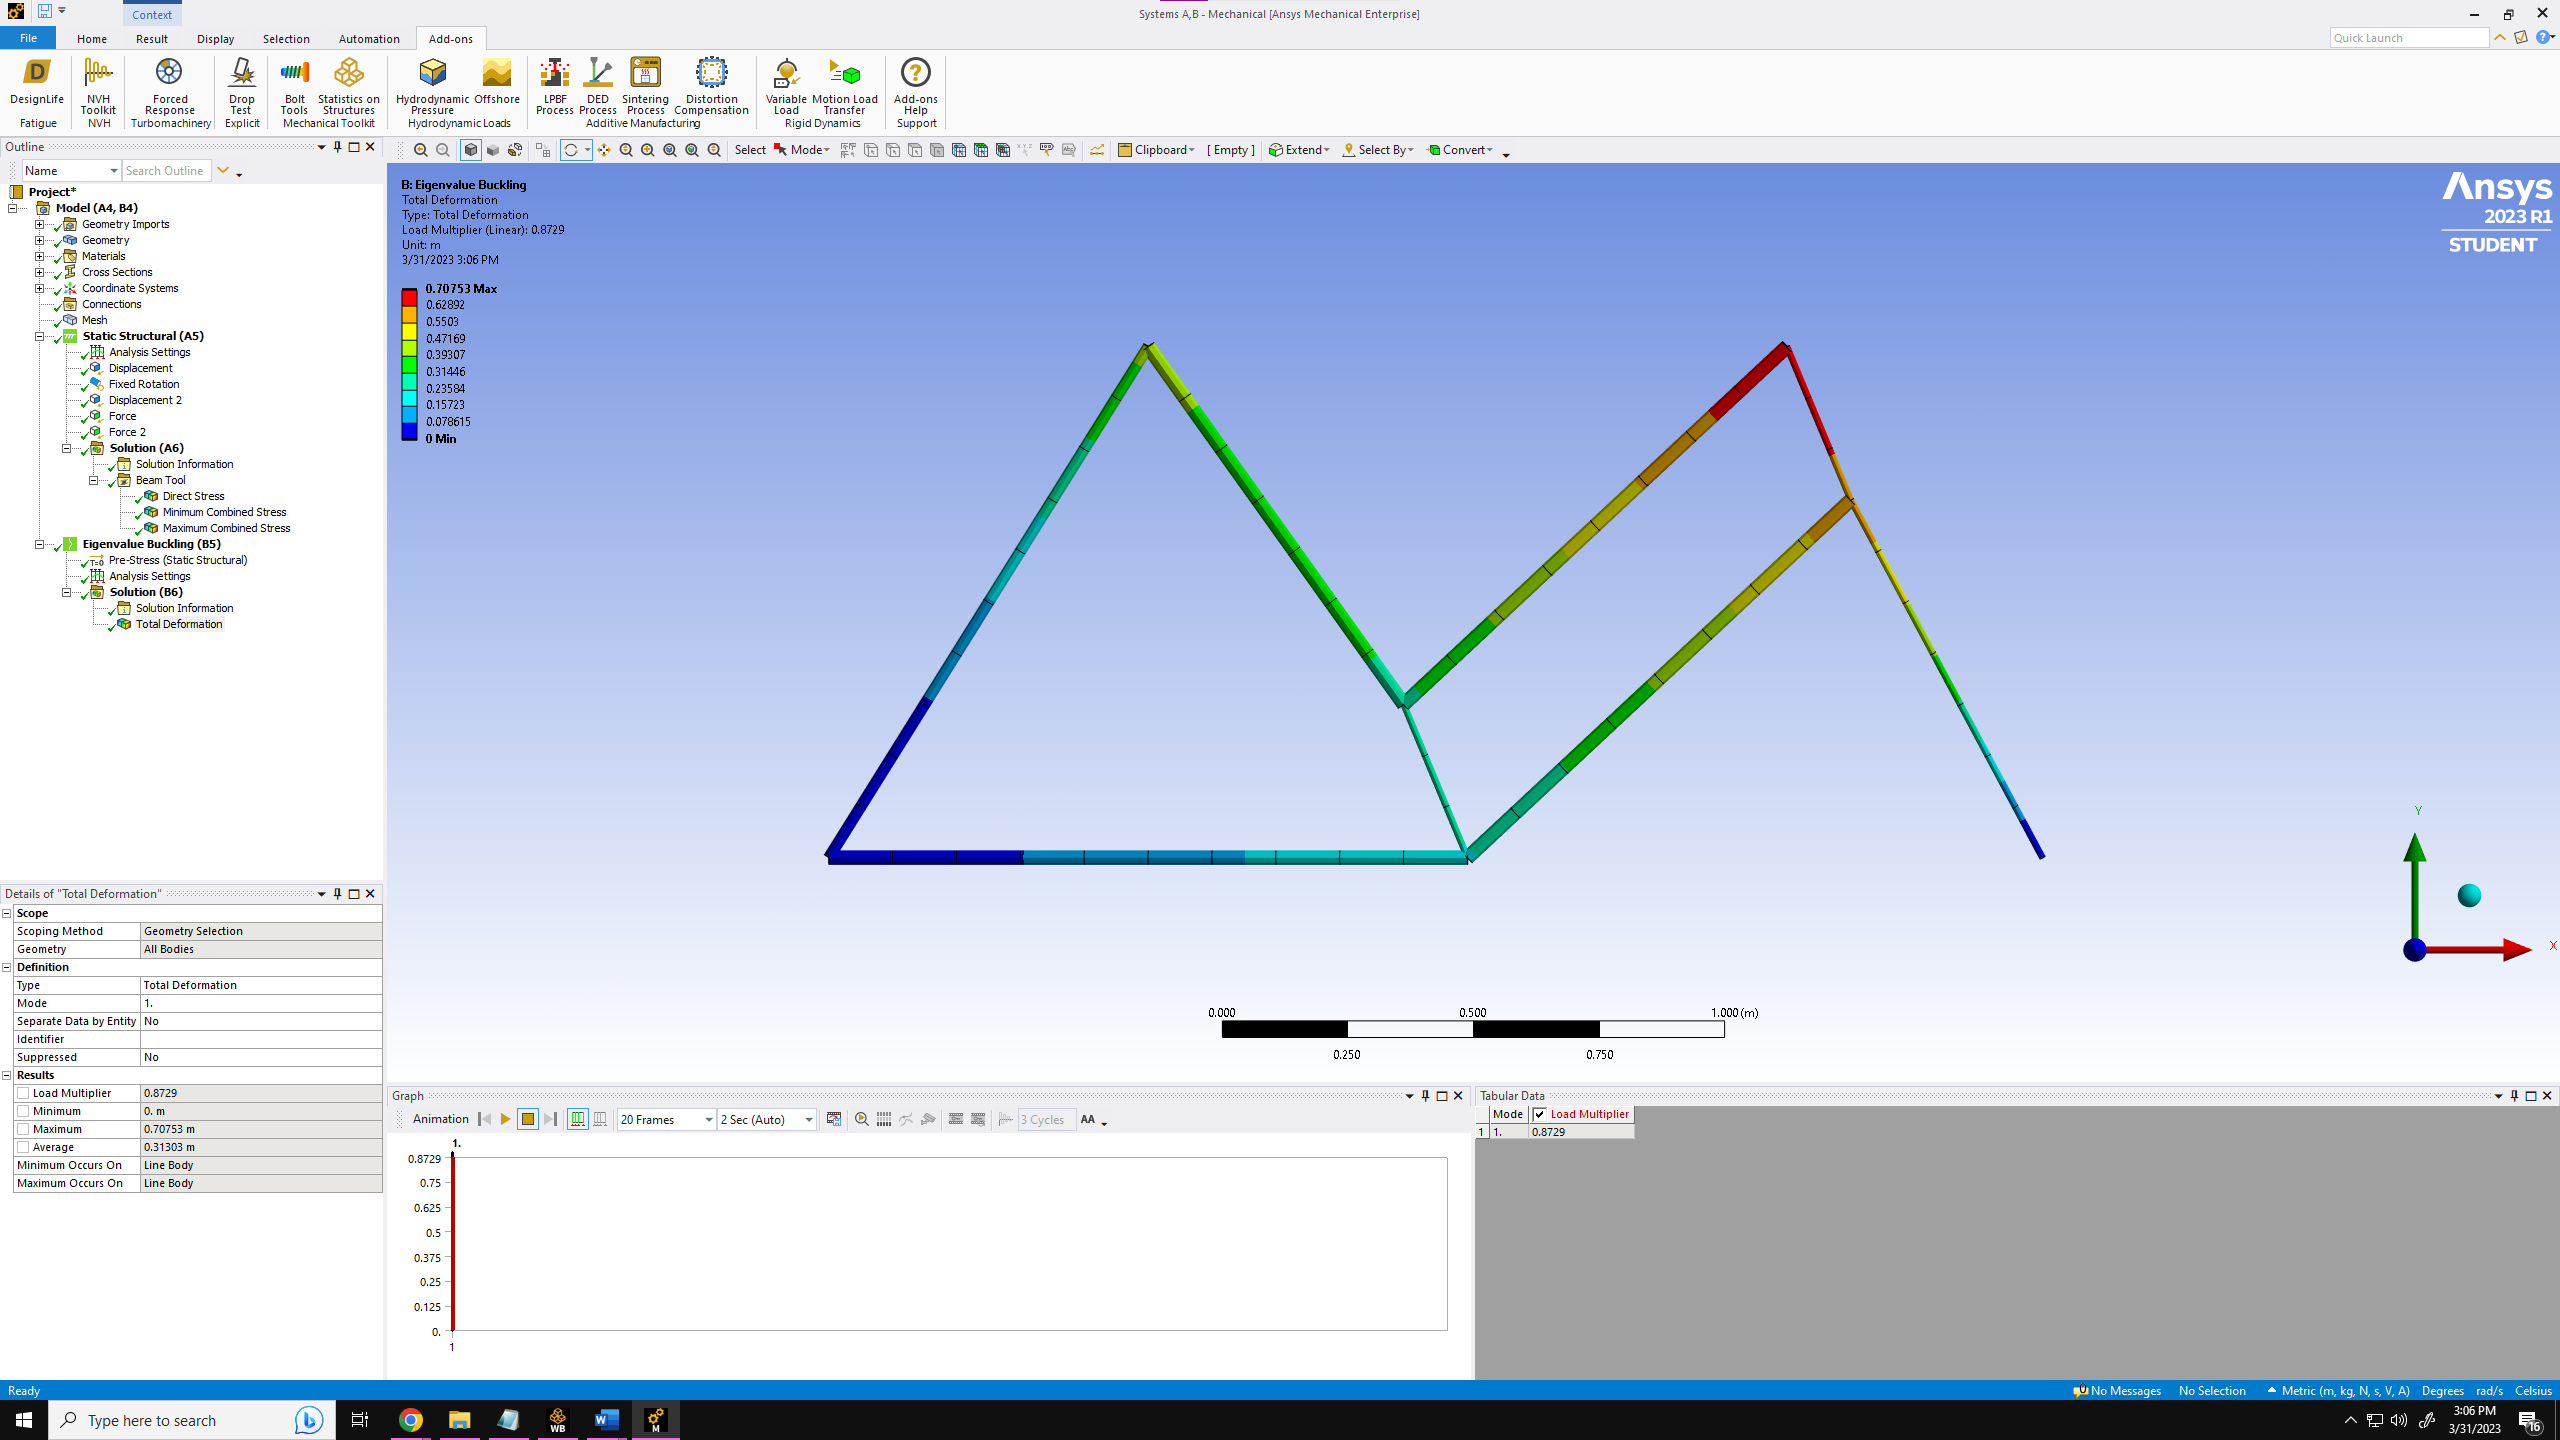 Context
Systems A,B - Mechanical [Ansys Mechanical Enterprise]
File
Home
Result
Display
Selection
Automation
Add-ons
Quick Launch
DesignLife
Fatigue
NVH Toolkit
NVH
Forced Response
Turbomachinery
Drop Test
Explicit
Bolt Tools
Statistics on Structures
Mechanical Toolkit
Hydrodynamic Pressure
Offshore
Hydrodynamic Loads
LPBF Process
DED Process
Sintering Process
Distortion Compensation
Additive Manufacturing
Variable Load
Motion Load Transfer
Rigid Dynamics
Add-ons Help
Support
Outline
Name
Search Outline
Select
Mode
Clipboard
[ Empty ]
Extend
Select By
Convert
Project*
Model (A4, B4)
Geometry Imports
Geometry
Materials
Cross Sections
Coordinate Systems
Connections
Mesh
Static Structural (A5)
Analysis Settings
Displacement
Fixed Rotation
Displacement 2
Force
Force 2
Solution (A6)
Solution Information
Beam Tool
Direct Stress
Minimum Combined Stress
Maximum Combined Stress
Eigenvalue Buckling (B5)
Pre-Stress (Static Structural)
Analysis Settings
Solution (B6)
Solution Information
Total Deformation
B: Eigenvalue Buckling
Total Deformation
Type: Total Deformation
Load Multiplier (Linear): 0.8729
Unit: m
3/31/2023 3:06 PM
0.70753 Max
0.62892
0.5503
0.47169
0.39307
0.31446
0.23584
0.15723
0.078615
0 Min
Ansys
2023 R1
STUDENT
Y
X
0.000
0.500
1.000 (m)
0.250
0.750
Details of "Total Deformation"
Scope
Scoping Method Geometry Selection
Geometry All Bodies
Definition
Type Total Deformation
Mode 1.
Separate Data by Entity No
Identifier
Suppressed No
Results
Load Multiplier 0.8729
Minimum 0. m
Maximum 0.70753 m
Average 0.31303 m
Minimum Occurs On Line Body
Maximum Occurs On Line Body
Graph
Animation
20 Frames
2 Sec (Auto)
3 Cycles
AA
1.
0.8729
0.75
0.625
0.5
0.375
0.25
0.125
0.
1
Tabular Data
Mode Load Multiplier
1 1. 0.8729
Ready
No Messages
No Selection
Metric (m, kg, N, s, V, A)
Degrees
rad/s
Celsius
Type here to search
WB
M
3:06 PM
3/31/2023
16